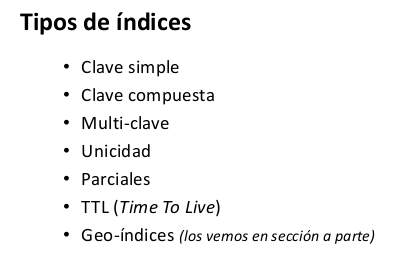 Tipos de índices
• Clave simple
• Clave compuesta
• Multi-clave
• Unicidad
• Parciales
• TTL (Time To Live)
• Geo-índices (los vemos en sección a parte)